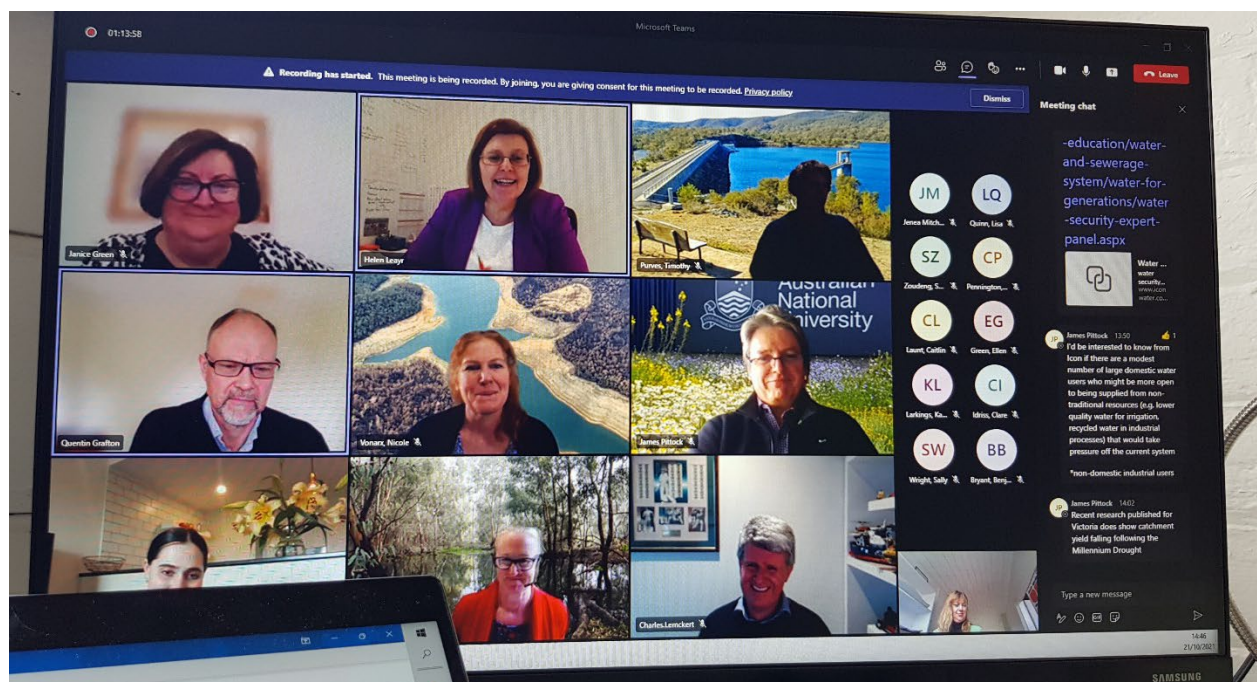 01:13:58
Microsoft Teams
Recording has started. This meeting is being recorded. By joining, you are giving consent for this meeting to be recorded. Privacy policy
Dismiss
Leave
Janice Green
Helen Leayr
Purves, Timothy
Quentin Grafton
Vonarx, Nicole
Australian
National
University
James Pittock
Charles.Lemckert
JM
Jenea Mitch...
LQ
Quinn, Lisa
SZ
Zoudeng, S...
CP
Pennington,...
CL
Launt, Caitlin
EG
Green, Ellen
KL
Larkings, Ka...
CI
Idriss, Clare
SW
Wright, Sally
BB
Bryant, Benj...
Meeting chat
-education/water-
and-sewerage-
system/water-for-
generations/water
-security-expert-
panel.aspx
Water ...
water
security...
www.icon
water.co...
JP
James Pittock 13:50
1
I'd be interested to know from
Icon if there are a modest
number of large domestic water
users who might be more open
to being supplied from non-
traditional resources (e.g. lower
quality water for irrigation,
recycled water in industrial
processes) that would take
pressure off the current system
*non-domestic industrial users
JP
James Pittock 14:02
Recent research published for
Victoria does show catchment
yield falling following the
Millennium Drought
Type a new message
14:46
21/10/2021
SAMSUNG